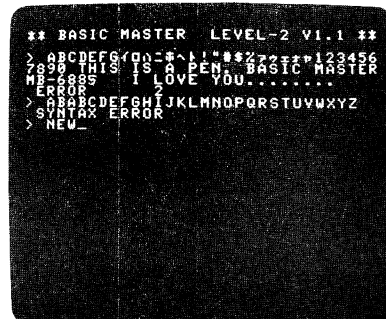 ** BASIC MASTER LEVEL-2 V1.1 **
> ABCDEFG !"#$%
123456
7890 THIS IS A PEN. BASIC MASTER
MB-6885 I LOVE YOU........
ERROR 2
> ABABCDEFGHIJKLMNOPQRSTUVWXYZ
SYNTAX ERROR
> NEW_